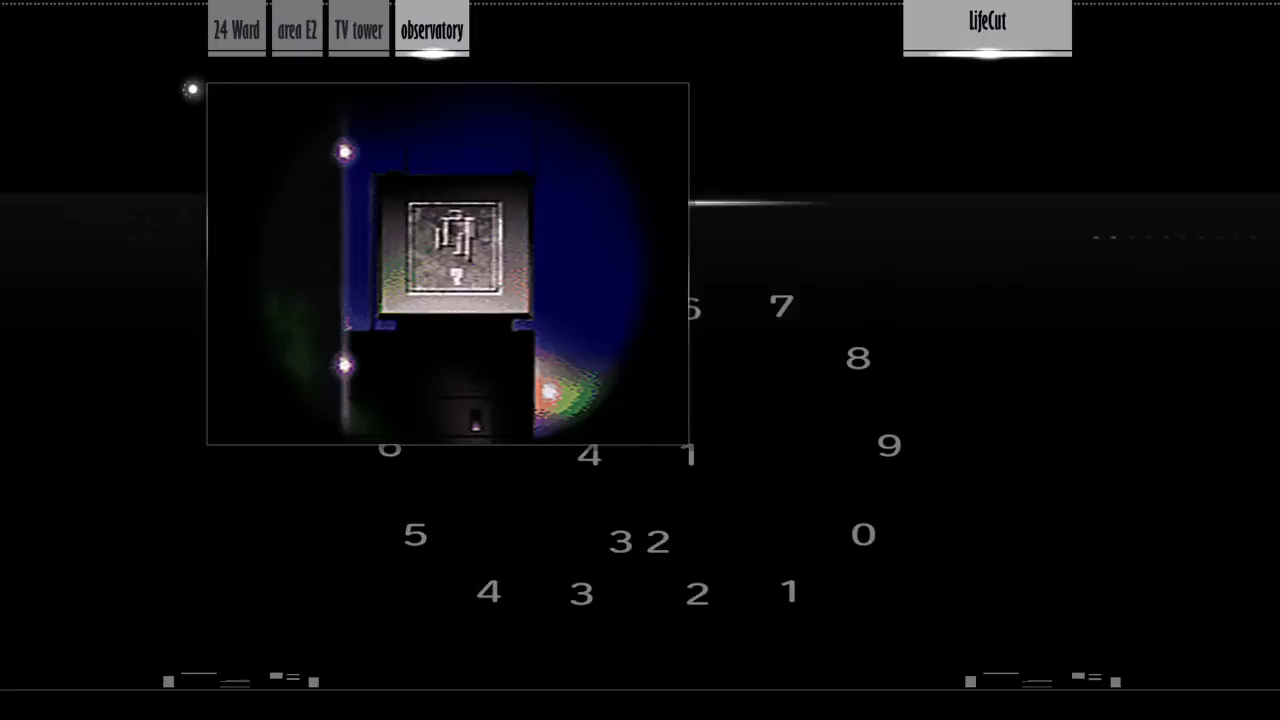 24 Ward area E2 TV tower observatory LifeCut
6 7
8
6 4 1 9
5 3 2 0
4 3 2 1